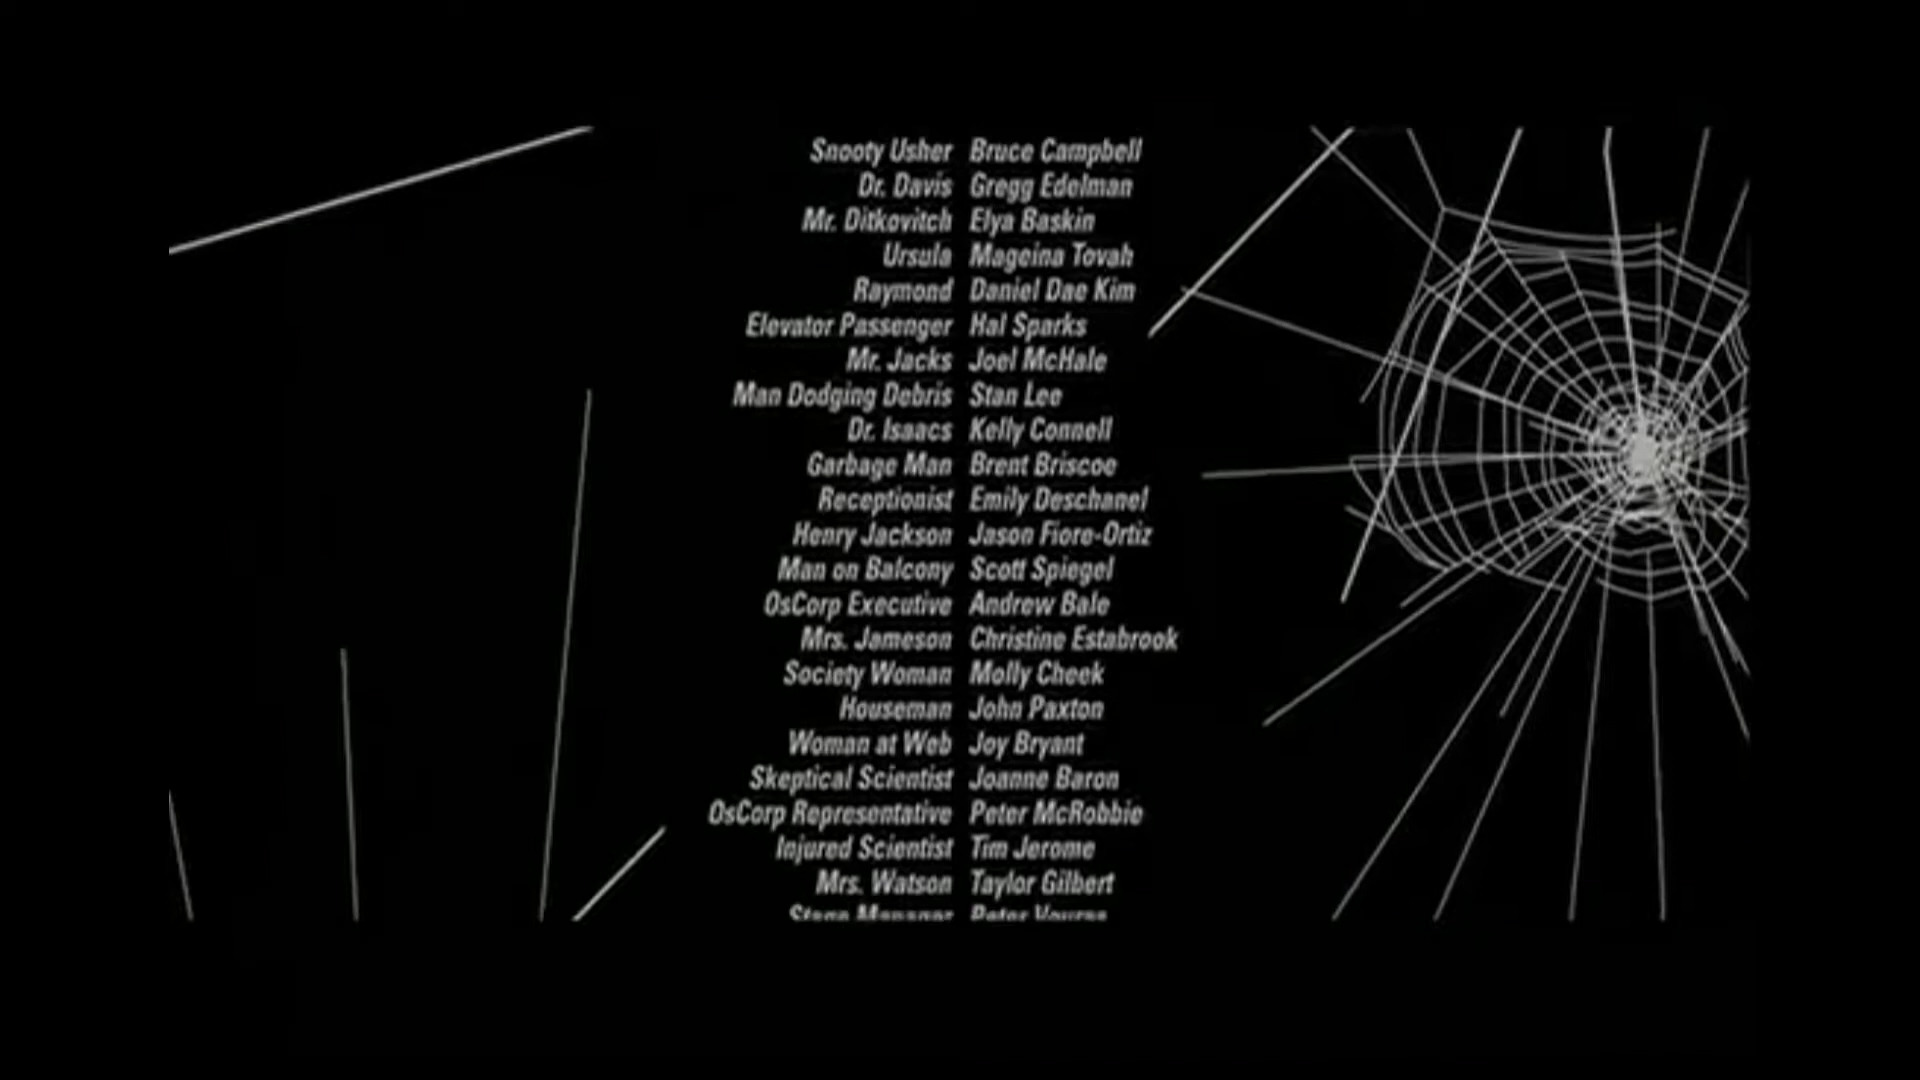 Snooty Usher Bruce Campbell
Dr. Davis Gregg Edelman
Mr. Ditkovitch Elya Baskin
Ursula Mageina Tovah
Raymond Daniel Dae Kim
Elevator Passenger Hal Sparks
Mr. Jacks Joel McHale
Man Dodging Debris Stan Lee
Dr. Isaacs Kelly Connell
Garbage Man Brent Briscoe
Receptionist Emily Deschanel
Henry Jackson Jason Fiore-Ortiz
Man on Balcony Scott Spiegel
OsCorp Executive Andrew Bale
Mrs. Jameson Christine Estabrook
Society Woman Molly Cheek
Houseman John Paxton
Woman at Web Joy Bryant
Skeptical Scientist Joanne Baron
OsCorp Representative Peter McRobbie
Injured Scientist Tim Jerome
Mrs. Watson Taylor Gilbert
Stage Manager Peter